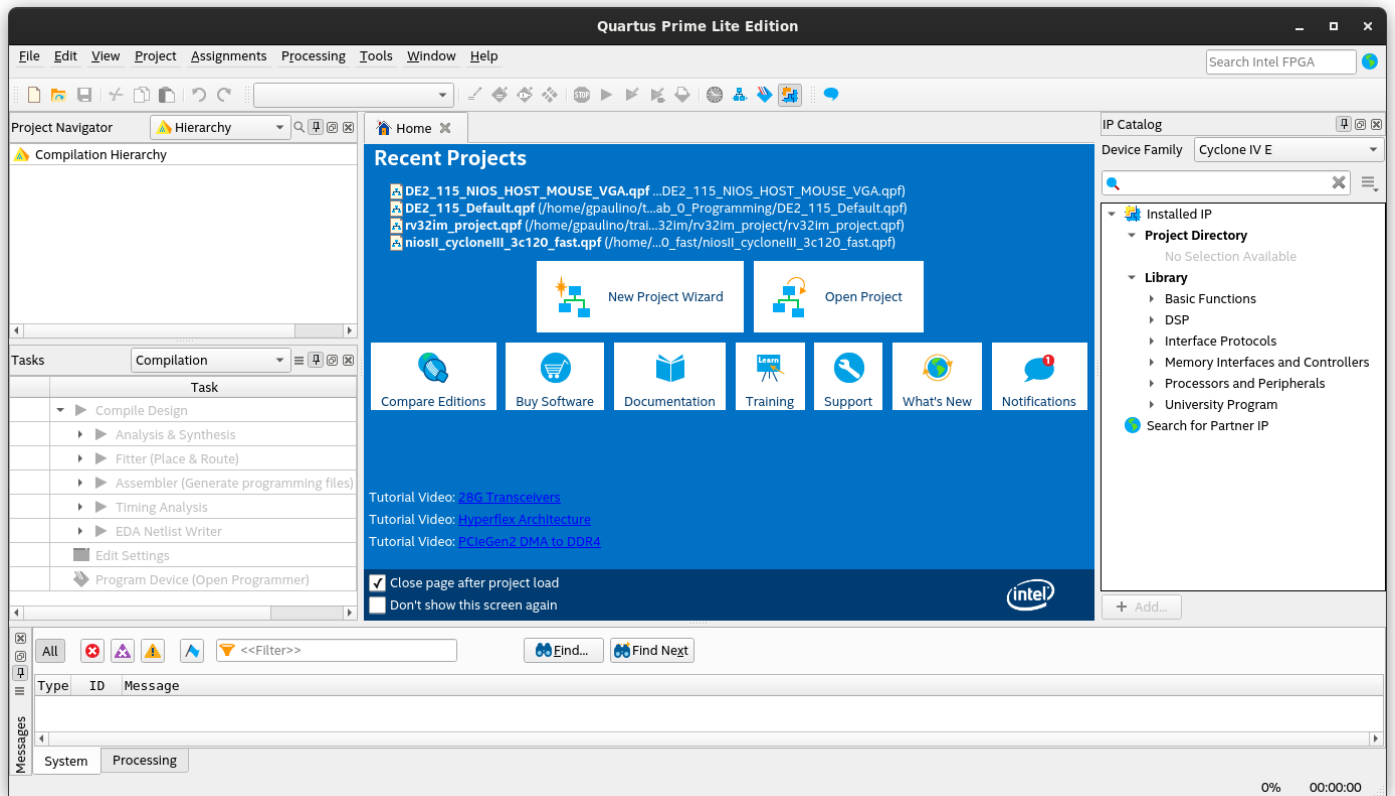 Quartus Prime Lite Edition
File Edit View Project Assignments Processing Tools Window Help
Search Intel FPGA
Project Navigator
Hierarchy
Compilation Hierarchy
Tasks
Compilation
Task
Compile Design
Analysis & Synthesis
Fitter (Place & Route)
Assembler (Generate programming files)
Timing Analysis
EDA Netlist Writer
Edit Settings
Program Device (Open Programmer)
Home
Recent Projects
DE2_115_NIOS_HOST_MOUSE_VGA.qpf ...DE2_115_NIOS_HOST_MOUSE_VGA.qpf)
DE2_115_Default.qpf (/home/gpaulino/t...ab_0_Programming/DE2_115_Default.qpf)
rv32im_project.qpf (/home/gpaulino/trai...32im/rv32im_project/rv32im_project.qpf)
niosII_cycloneIII_3c120_fast.qpf (/home/...0_fast/niosII_cycloneIII_3c120_fast.qpf)
New Project Wizard
Open Project
Compare Editions
Buy Software
Documentation
Learn
Training
Support
What's New
1
Notifications
Tutorial Video: 28G Transceivers
Tutorial Video: Hyperflex Architecture
Tutorial Video: PCIeGen2 DMA to DDR4
Close page after project load
Don't show this screen again
intel
IP Catalog
Device Family Cyclone IV E
Installed IP
Project Directory
No Selection Available
Library
Basic Functions
DSP
Interface Protocols
Memory Interfaces and Controllers
Processors and Peripherals
University Program
Search for Partner IP
+ Add...
All
<<Filter>>
Find...
Find Next
Type ID Message
Messages
System
Processing
0% 00:00:00
STOP